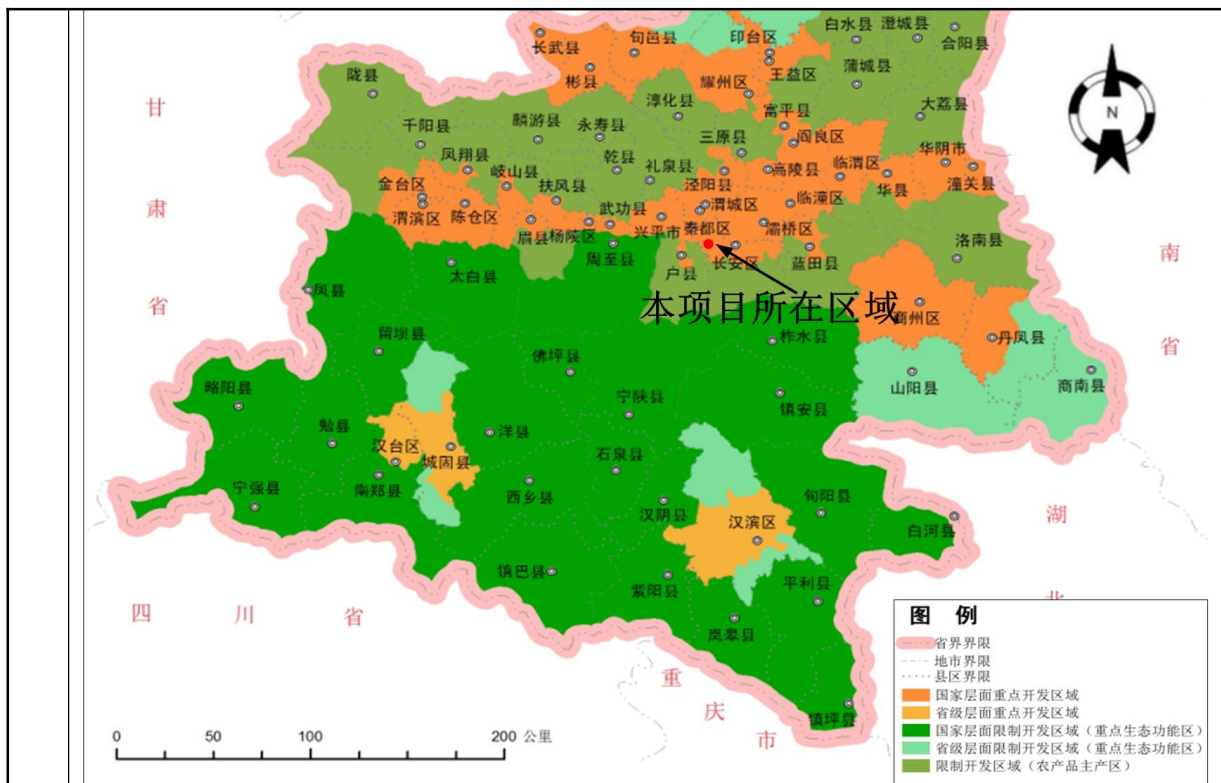 长武县
旬邑县
印台区
白水县
澄城县
合阳县
彬县
王益区
陇县
耀州区
蒲城县
甘
淳化县
富平县
大荔县
N
千阳县
麟游县
永寿县
三原县
阎良区
凤翔县
岐山县
乾县
礼泉县
高陵县
临渭区
华阴市
金台区
扶风县
泾阳县
华县
潼关县
肃
渭滨区
陈仓区
武功县
渭城区
临潼区
眉县
杨陵区
兴平市
秦都区
灞桥区
洛南县
南
周至县
户县
长安区
蓝田县
太白县
省
凤县
本项目所在区域
商州区
留坝县
柞水县
丹凤县
省
佛坪县
略阳县
山阳县
商南县
宁陕县
镇安县
勉县
汉台区
洋县
城固县
石泉县
宁强县
南郑县
西乡县
旬阳县
汉阴县
汉滨区
白河县
湖
镇巴县
紫阳县
平利县
四川省
岚皋县
北
重
庆
市
镇坪县
图 例
省界界限
地市界限
县区界限
国家层面重点开发区域
省级层面重点开发区域
国家层面限制开发区域（重点生态功能区）
省级层面限制开发区域（重点生态功能区）
限制开发区域（农产品主产区）
0 50 100 200 公里